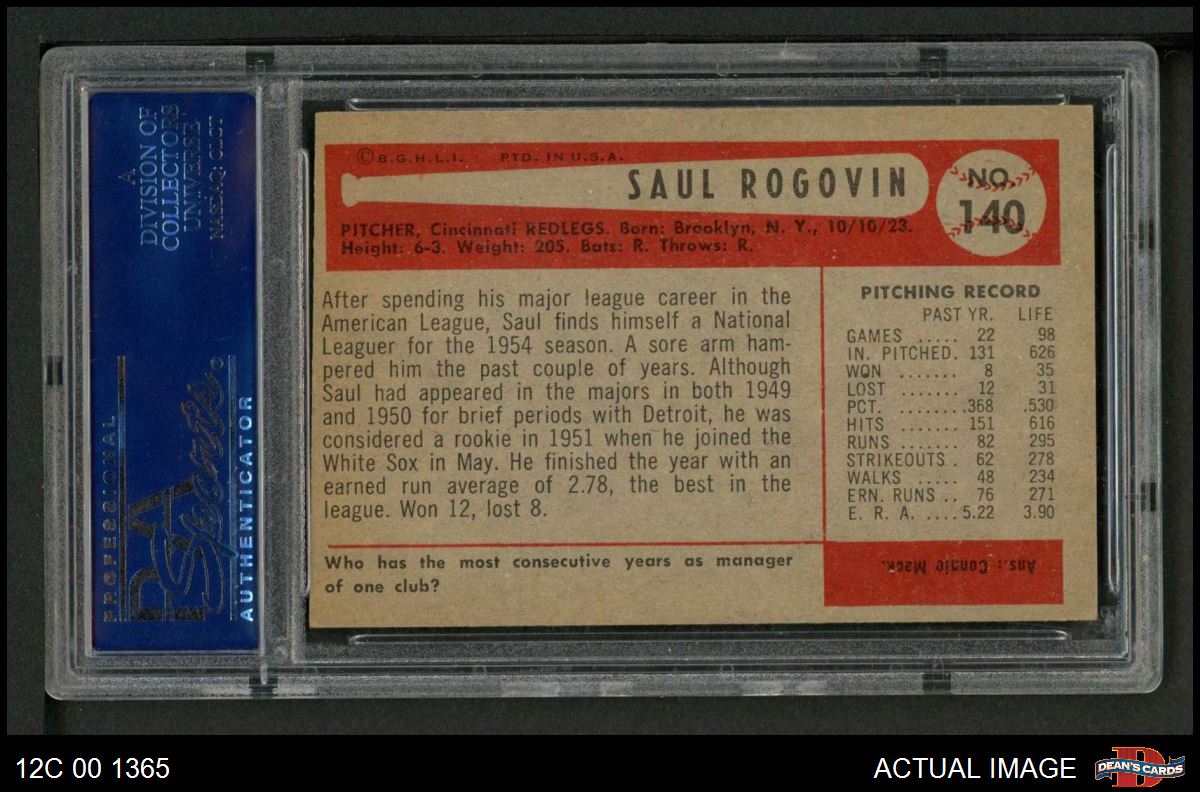 A
DIVISION OF
COLLECTORS
UNIVERSE
NASDAQ: CLCT
PROFESSIONAL
PSA
Sports
AUTHENTICATOR
© B.G.H.L.I. PTD. IN U.S.A.
SAUL ROGOVIN
NO.
140
PITCHER, Cincinnati REDLEGS. Born: Brooklyn, N. Y., 10/10/23.
Height: 6-3. Weight: 205. Bats: R. Throws: R.
After spending his major league career in the
American League, Saul finds himself a National
Leaguer for the 1954 season. A sore arm ham-
pered him the past couple of years. Although
Saul had appeared in the majors in both 1949
and 1950 for brief periods with Detroit, he was
considered a rookie in 1951 when he joined the
White Sox in May. He finished the year with an
earned run average of 2.78, the best in the
league. Won 12, lost 8.
PITCHING RECORD
PAST YR. LIFE
GAMES ..... 22 98
IN. PITCHED. 131 626
WON ....... 8 35
LOST ....... 12 31
PCT. ........368 .530
HITS ....... 151 616
RUNS ...... 82 295
STRIKEOUTS . 62 278
WALKS ..... 48 234
ERN. RUNS .. 76 271
E. R. A. ....5.22 3.90
Who has the most consecutive years as manager
of one club?
Ans.: Connie Mack.
12C 00 1365
ACTUAL IMAGE
DEAN'S CARDS